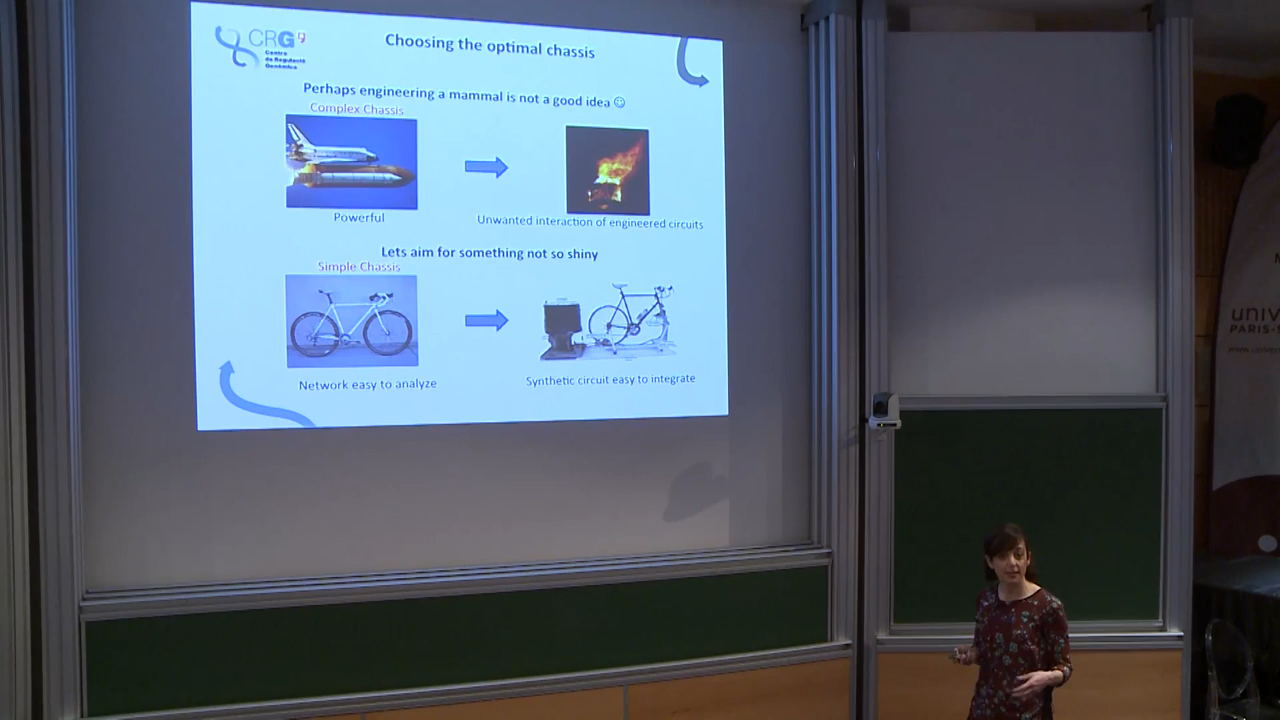 CRG
Centre
de Regulació
Genòmica
Choosing the optimal chassis
Perhaps engineering a mammal is not a good idea ☺
Complex Chassis
Powerful
Unwanted interaction of engineered circuits
Lets aim for something not so shiny
Simple Chassis
Network easy to analyze
Synthetic circuit easy to integrate
PARIS